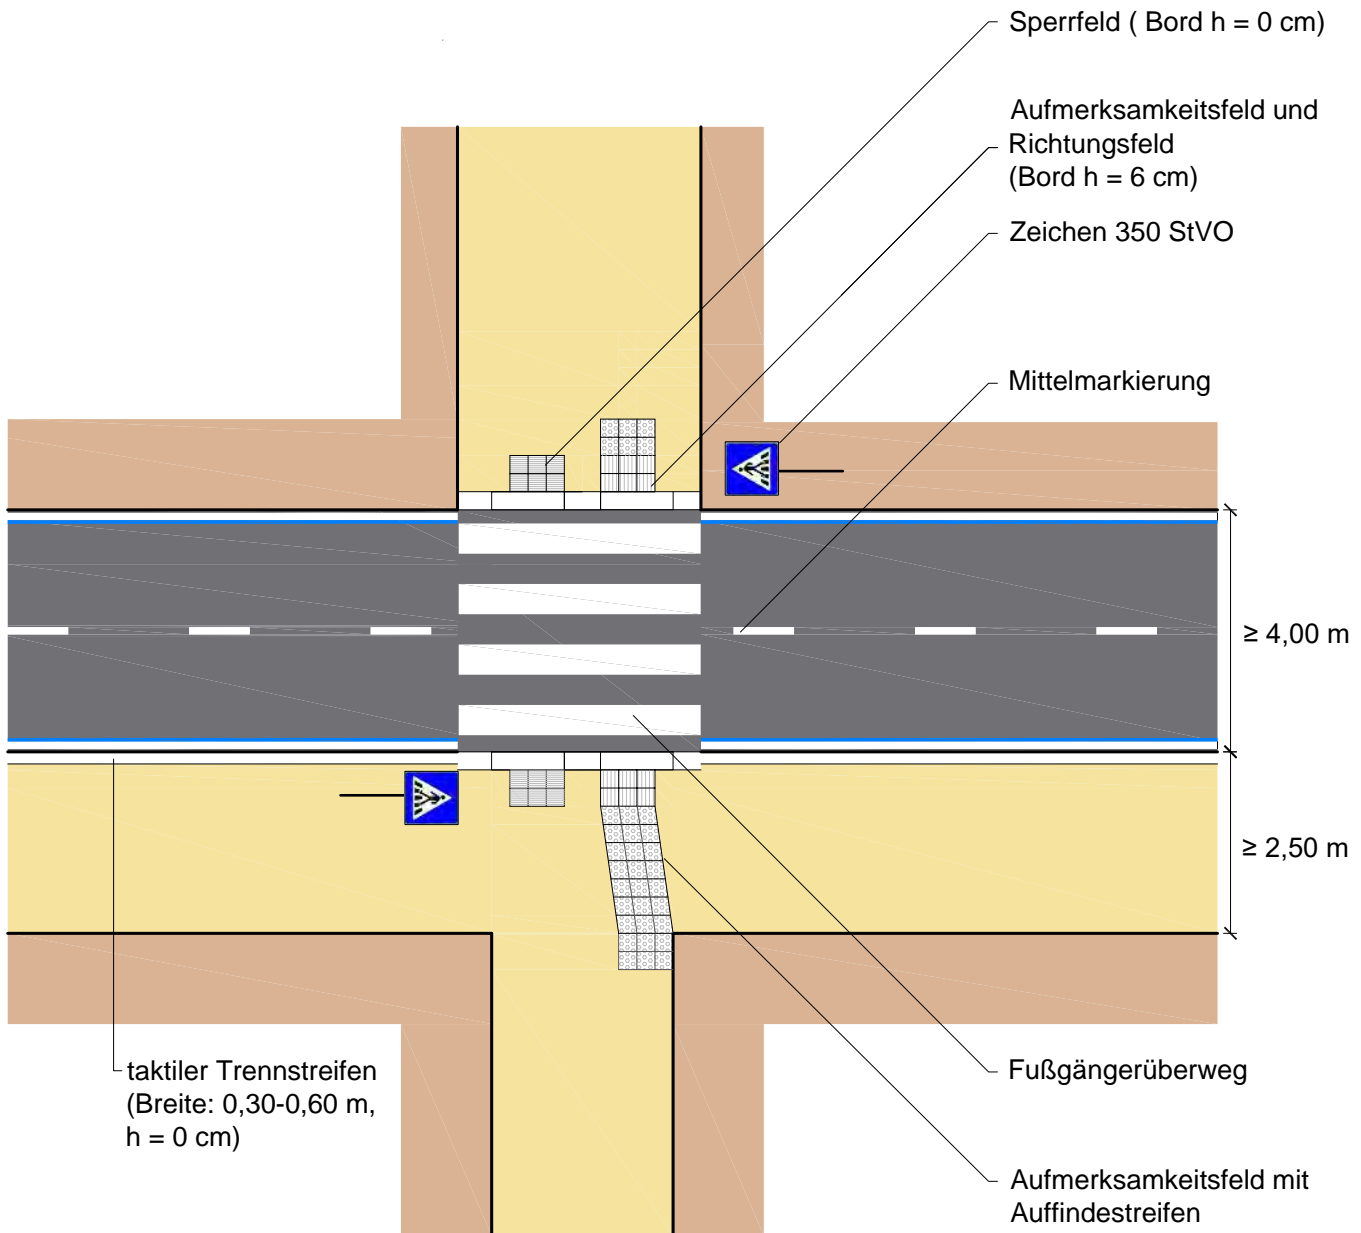 Sperrfeld ( Bord h = 0 cm)
Aufmerksamkeitsfeld und
Richtungsfeld
(Bord h = 6 cm)
Zeichen 350 StVO
Mittelmarkierung
≥ 4,00 m
≥ 2,50 m
taktiler Trennstreifen
(Breite: 0,30-0,60 m,
h = 0 cm)
Fußgängerüberweg
Aufmerksamkeitsfeld mit
Auffindestreifen